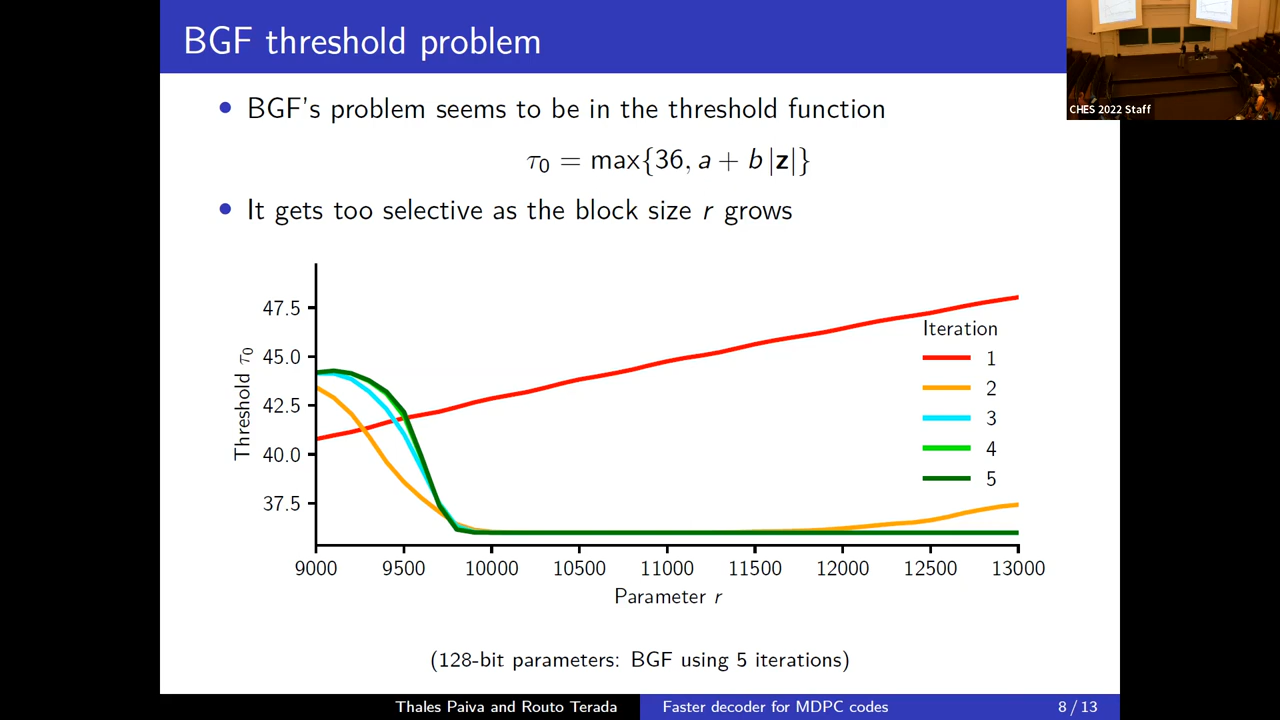 BGF threshold problem
CHES 2022 Staff
BGF's problem seems to be in the threshold function
τ₀ = max{36, a + b |z|}
It gets too selective as the block size r grows
47.5
45.0
42.5
40.0
37.5
Threshold τ₀
Iteration
1
2
3
4
5
9000 9500 10000 10500 11000 11500 12000 12500 13000
Parameter r
(128-bit parameters: BGF using 5 iterations)
Thales Paiva and Routo Terada Faster decoder for MDPC codes 8 / 13